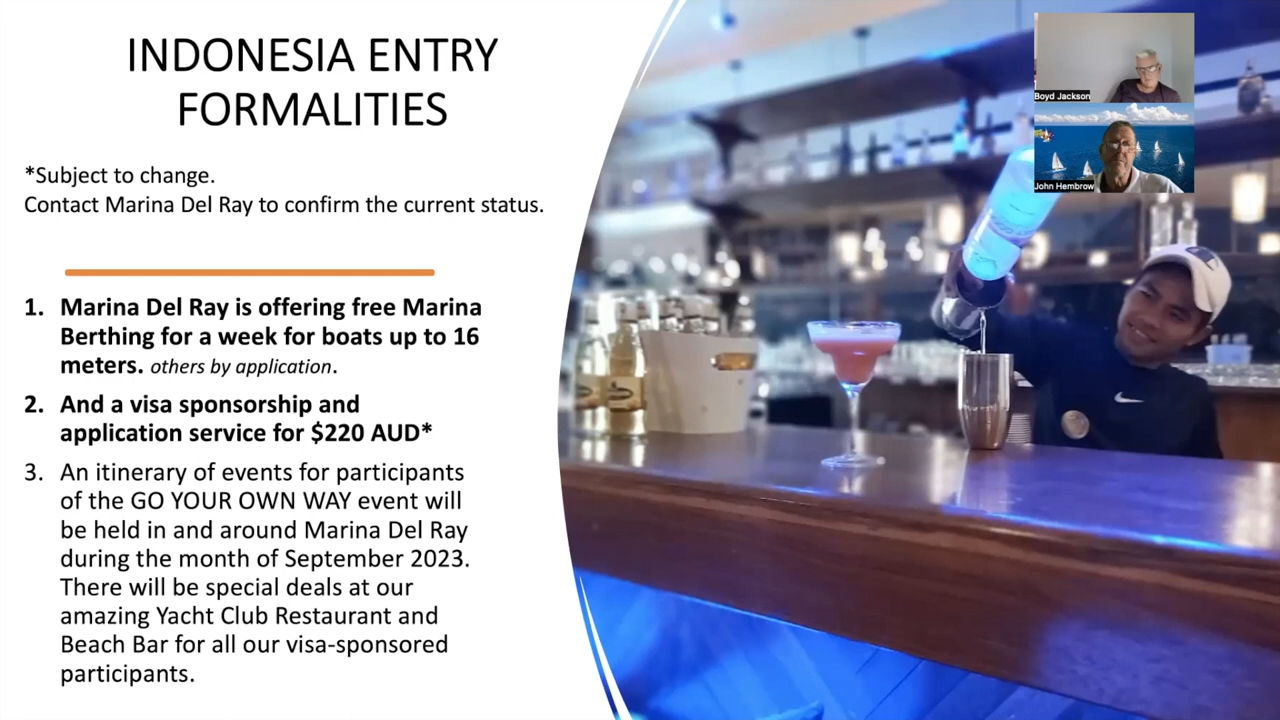 INDONESIA ENTRY
FORMALITIES
*Subject to change.
Contact Marina Del Ray to confirm the current status.
1. Marina Del Ray is offering free Marina
Berthing for a week for boats up to 16
meters. others by application.
2. And a visa sponsorship and
application service for $220 AUD*
3. An itinerary of events for participants
of the GO YOUR OWN WAY event will
be held in and around Marina Del Ray
during the month of September 2023.
There will be special deals at our
amazing Yacht Club Restaurant and
Beach Bar for all our visa-sponsored
participants.
Boyd Jackson
John Hembrow